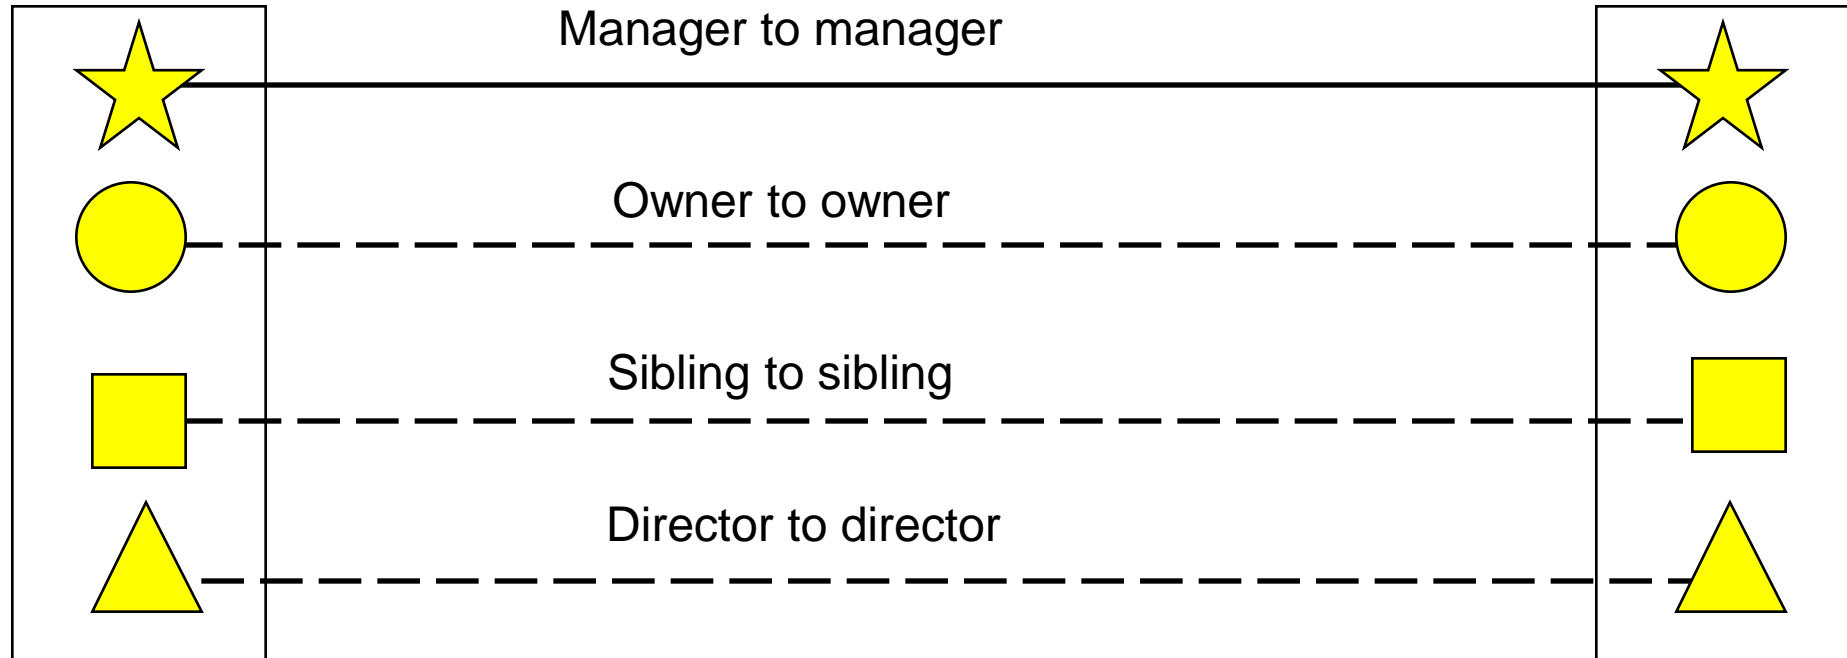 Manager to manager
Owner to owner
Sibling to sibling
Director to director